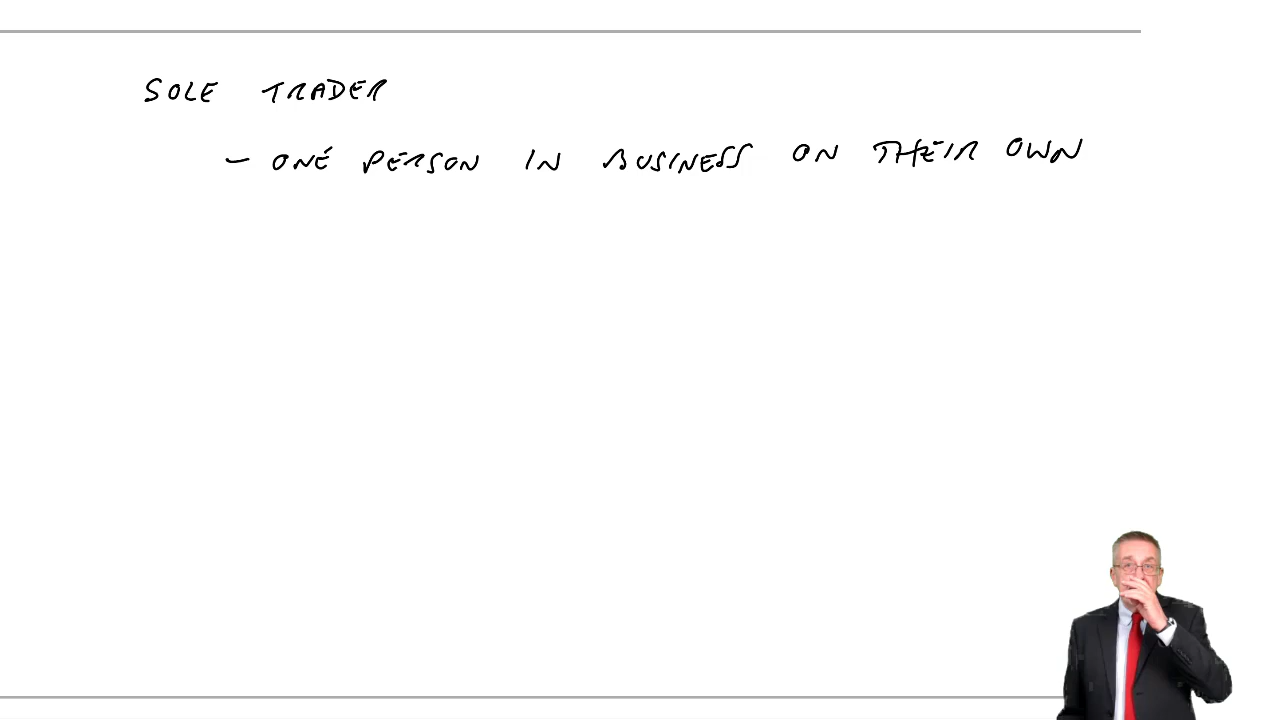 SOLE TRADER
- ONE PERSON IN BUSINESS ON THEIR OWN